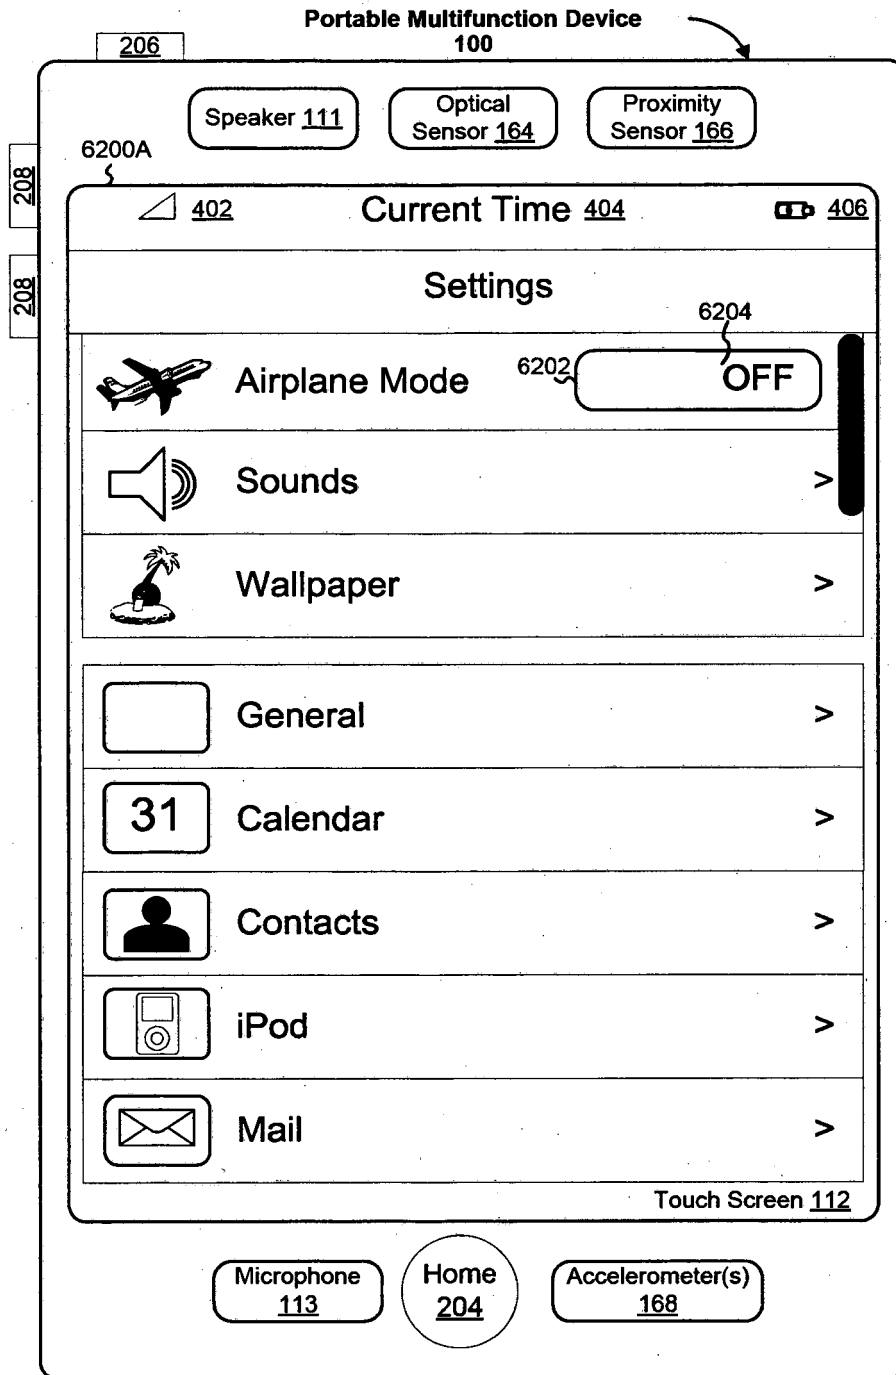 Portable Multifunction Device
100
206
Speaker 111
Optical
Sensor 164
Proximity
Sensor 166
6200A
208
208
402
Current Time 404
406
Settings
6204
Airplane Mode
6202
OFF
Sounds
>
Wallpaper
>
General
>
31
Calendar
>
Contacts
>
iPod
>
Mail
>
Touch Screen 112
Microphone
113
Home
204
Accelerometer(s)
168